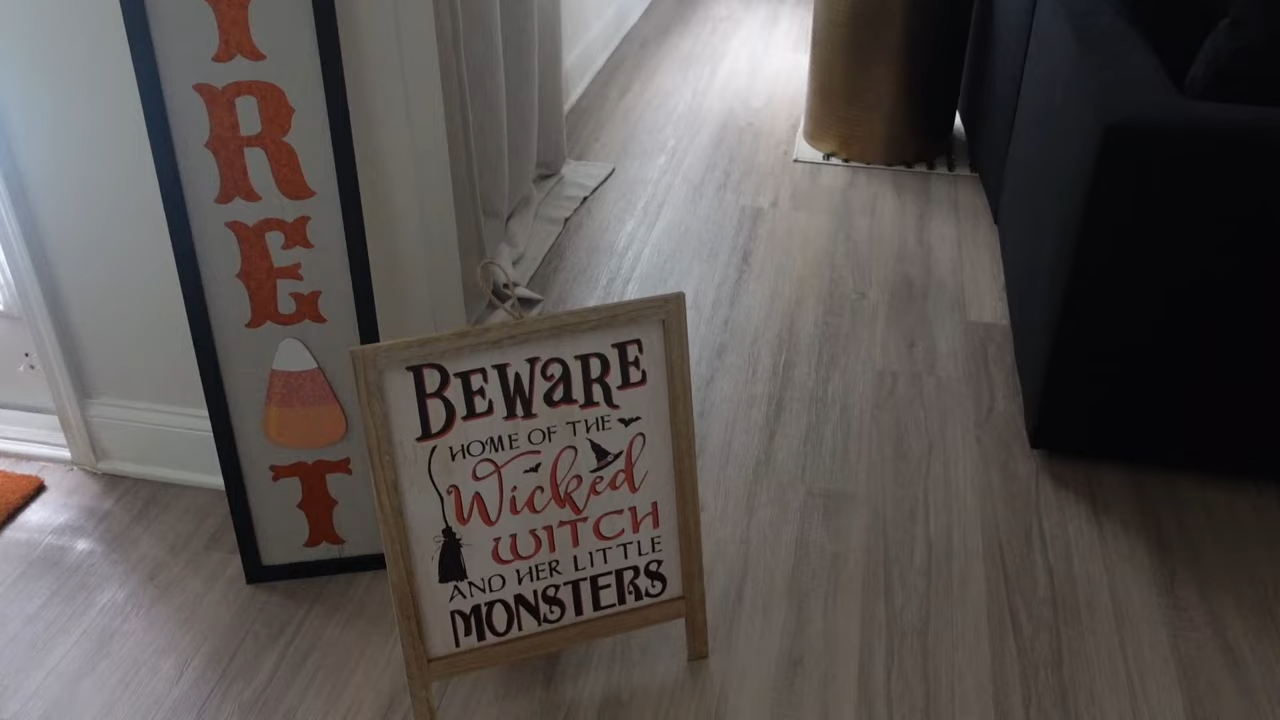 T
R
E
T
BEWARE
HOME OF THE
Wicked
WITCH
AND HER LITTLE
MONSTERS